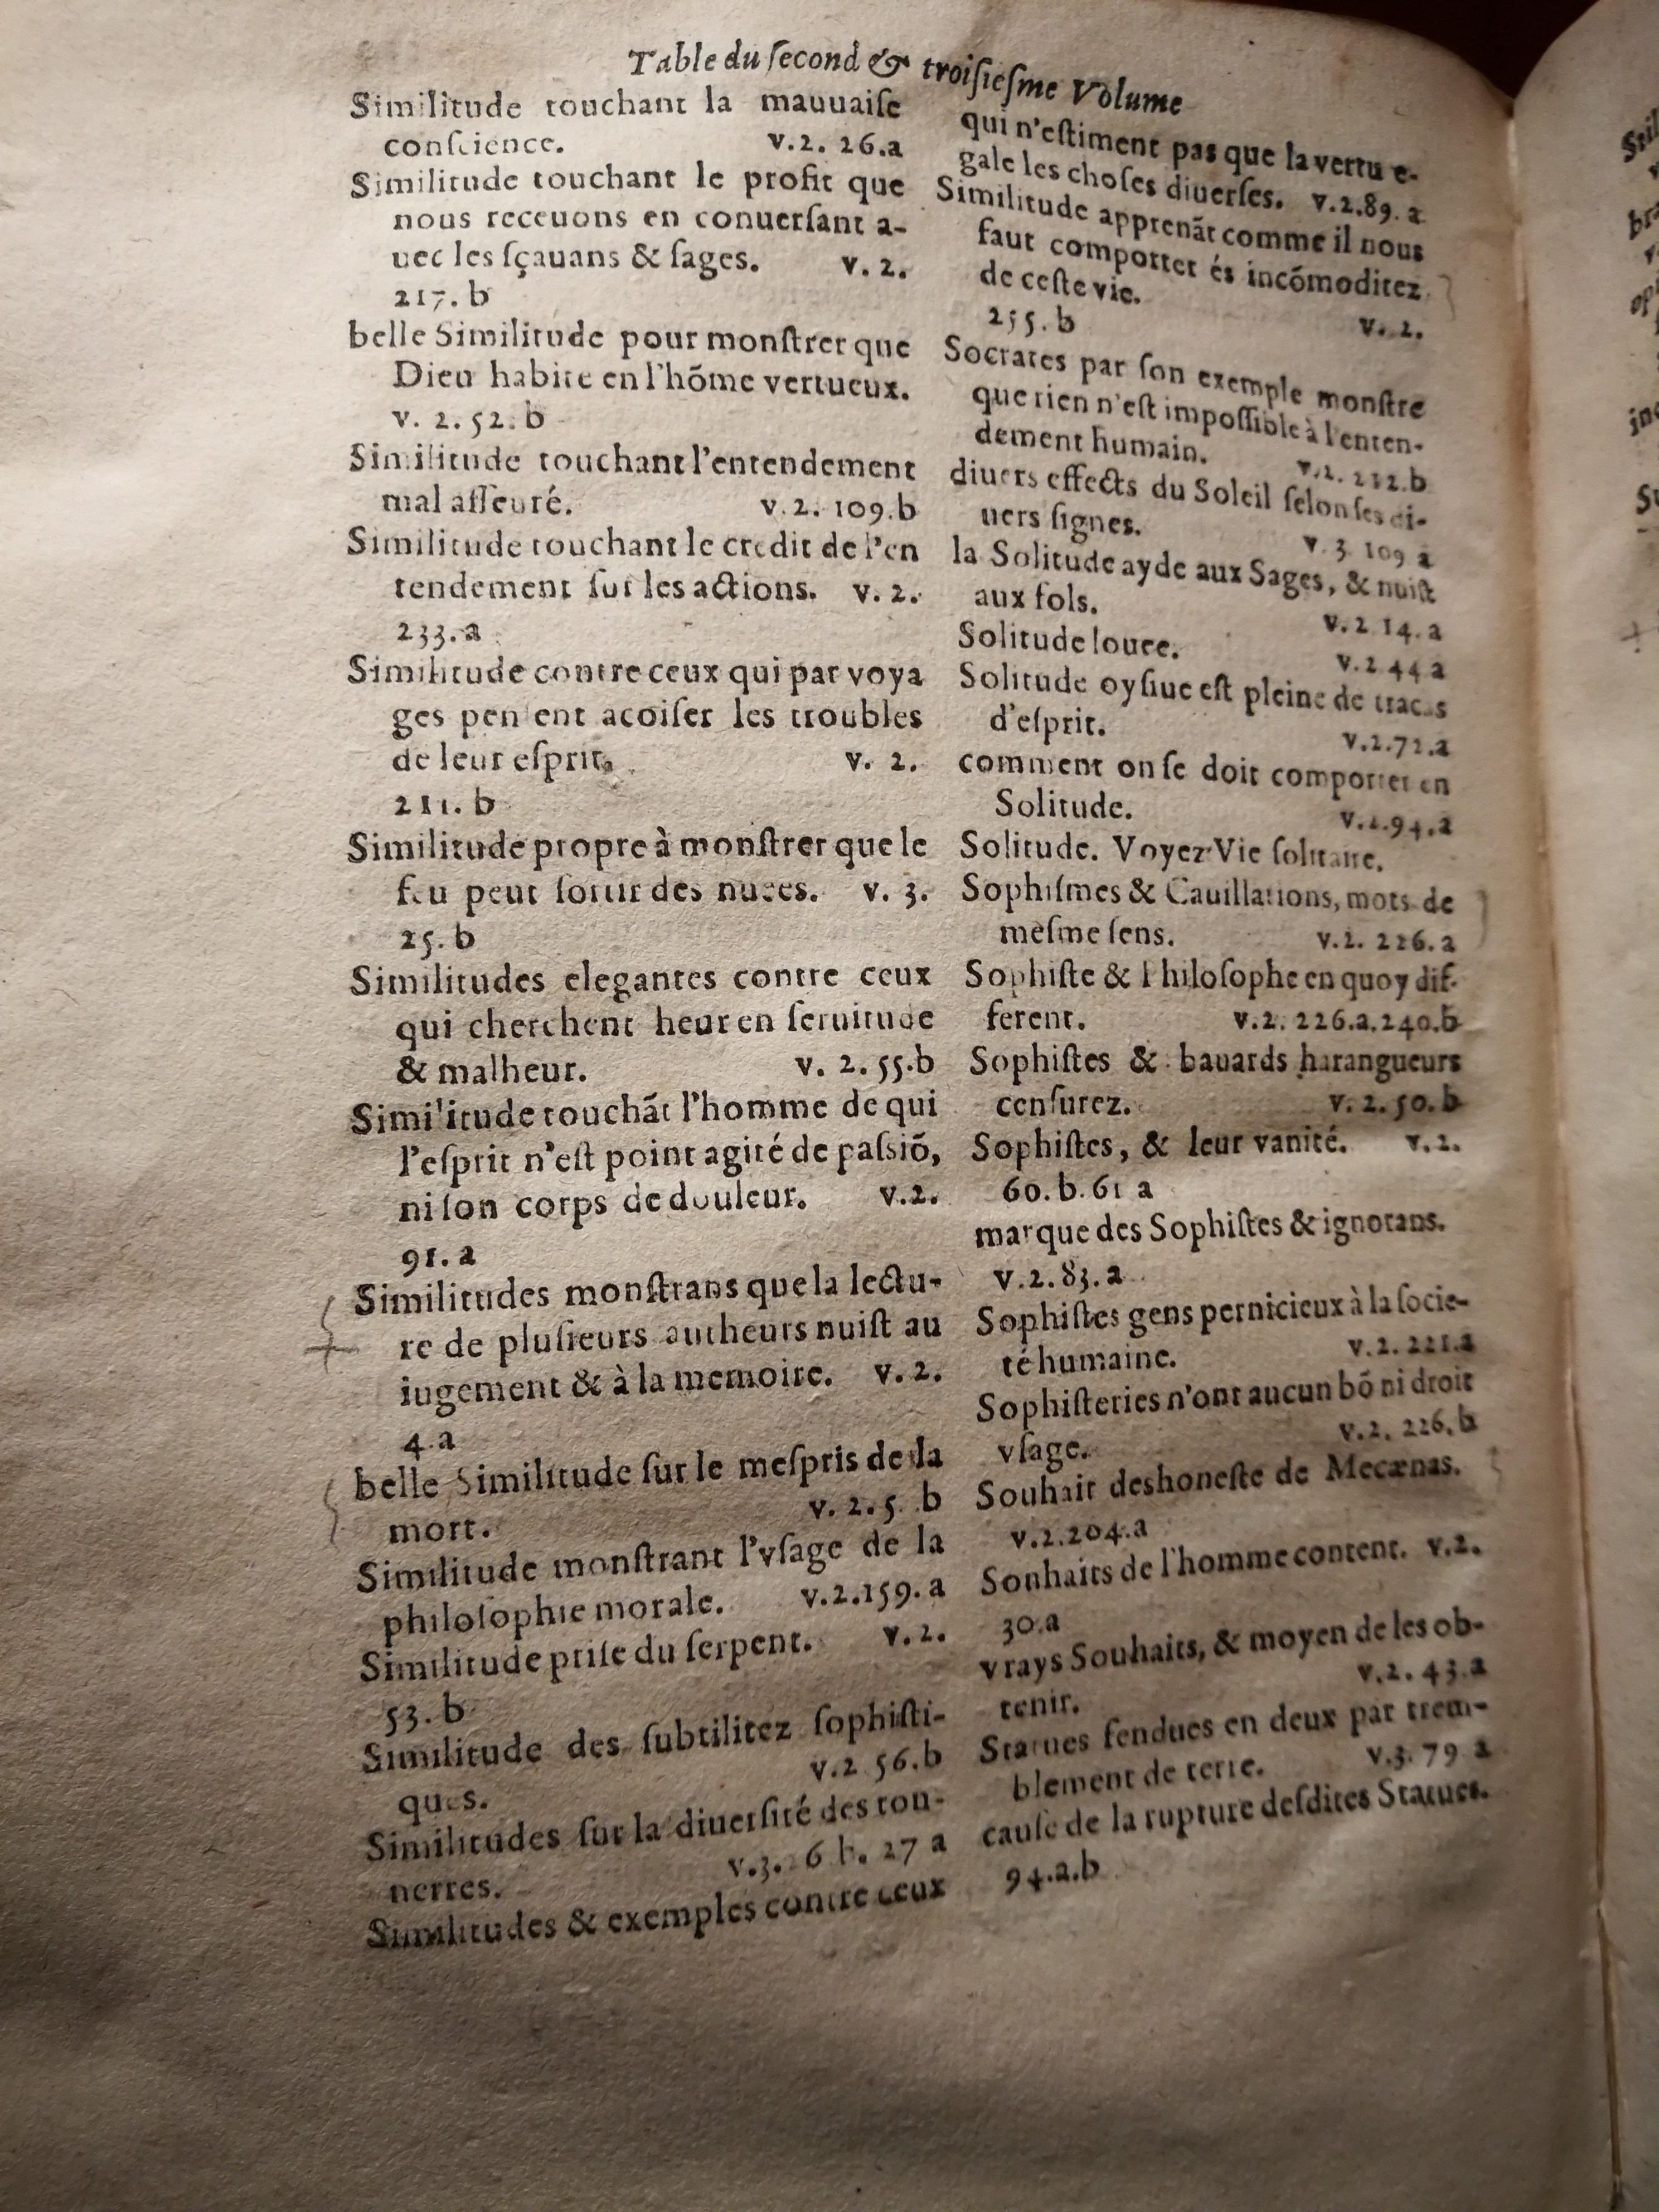 Table du ſecond & troiſieſme Volume
Similitude touchant la mauuaiſe
conſcience. v.2. 26.a
Similitude touchant le profit que
nous receuons en conuerſant a-
uec les ſçauans & ſages. v. 2.
217. b
belle Similitude pour monſtrer que
Dieu habite en l'hõme vertueux.
v. 2. 52. b
Similitude touchant l'entendement
mal aſſeuré. v. 2. 109.b
Similitude touchant le credit de l'en
tendement ſur les actions. v. 2.
233. a
Similitude contre ceux qui par voya
ges penſent acoiſer les troubles
de leur eſprit. v. 2.
211. b
Similitude propre à monſtrer que le
feu peut ſortir des nuées. v. 3.
25. b
Similitudes elegantes contre ceux
qui cherchent heur en ſeruitude
& malheur. v. 2. 55.b
Similitude touchãt l'homme de qui
l'eſprit n'eſt point agité de paſsiõ,
ni ſon corps de douleur. v.2.
91. a
Similitudes monſtrans que la lectu-
re de pluſieurs autheurs nuiſt au
iugement & à la memoire. v. 2.
4. a
belle Similitude ſur le meſpris de la
mort. v. 2. 5. b
Similitude monſtrant l'vſage de la
philoſophie morale. v.2.159. a
Similitude priſe du ſerpent. v. 2.
53. b
Similitude des ſubtilitez ſophiſti-
ques. v.2 56.b
Similitudes ſur la diuerſité des ton-
nerres. v.3. 6 b. 27 a
Similitudes & exemples contre ceux
qui n'eſtiment pas que la vertu e-
gale les choſes diuerſes. v.2.89. a
Similitude apprenãt comme il nous
faut comporter és incõmoditez
de ceſte vie. v. 2.
255. b
Socrates par ſon exemple monſtre
que rien n'eſt impoſſible à l'enten-
dement humain. v.2. 212.b
diuers effects du Soleil ſelon ſes di-
uers ſignes. v. 3. 109 a
la Solitude ayde aux Sages, & nuiſt
aux fols. v.2 14. a
Solitude louee. v.2 44 a
Solitude oyſiue eſt pleine de tracas
d'eſprit. v.2.72.a
comment on ſe doit comporter en
Solitude. v.2.94.a
Solitude. Voyez Vie ſolitaire.
Sophiſmes & Cauillations, mots de
meſme ſens. v.2. 226. a
Sophiſte & Philoſophe en quoy dif-
ferent. v.2. 226.a.240.b
Sophiſtes & bauards harangueurs
cenſurez. v. 2. 50. b
Sophiſtes, & leur vanité. v.2.
60. b. 61 a
marque des Sophiſtes & ignorans.
v.2.83. a
Sophiſtes gens pernicieux à la ſocie-
té humaine. v.2. 221.a
Sophiſteries n'ont aucun bõ ni droit
vſage. v.2. 226. b
Souhait deshoneſte de Mecænas.
v.2.204.a
Souhaits de l'homme content. v.2.
30.a
vrays Souhaits, & moyen de les ob-
tenir. v.2. 43.a
Statues fendues en deux par trem-
blement de terre. v.3. 79 a
cauſe de la rupture deſdites Statues.
94.a.b